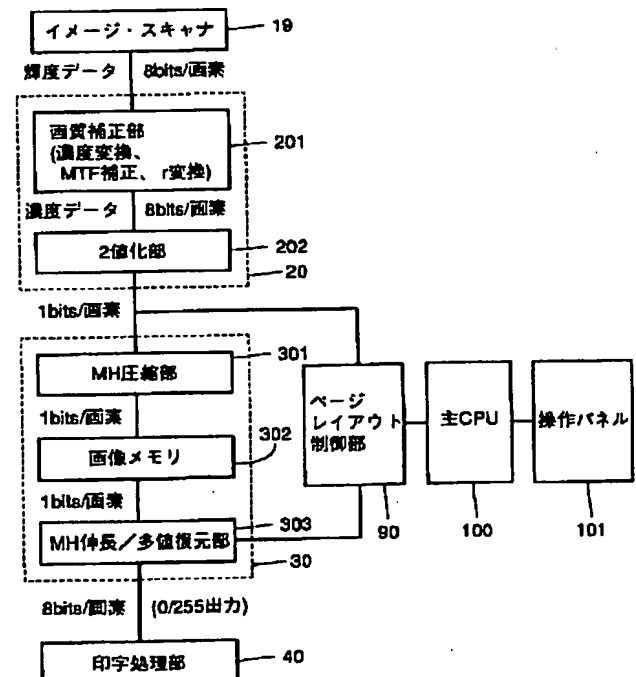 イメージ・スキャナ
19
輝度データ 8bits/画素
画質補正部
(濃度変換、
MTF補正、r変換)
201
濃度データ 8bits/画素
2値化部
202
20
1bits/画素
MH圧縮部
301
1bits/画素
画像メモリ
302
1bits/画素
MH伸長/多値復元部
303
30
ページ
レイアウト
制御部
90
主CPU
100
操作パネル
101
8bits/画素 (0/255出力)
印字処理部
40